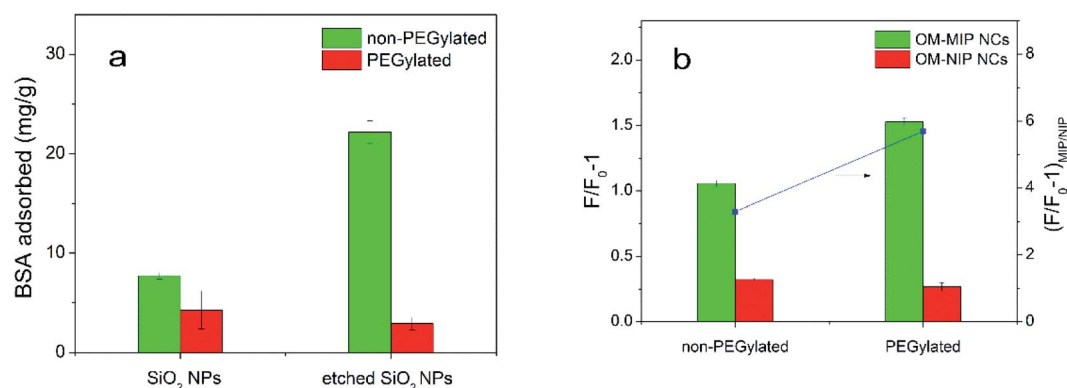 a
non-PEGylated
PEGylated
BSA adsorbed (mg/g)
30
20
10
0
SiO₂ NPs
etched SiO₂ NPs
b
OM-MIP NCs
OM-NIP NCs
F/F₀-1
2.0
1.5
1.0
0.5
0.0
non-PEGylated
PEGylated
8
6
4
2
0
(F/F₀-1)MIP/NIP